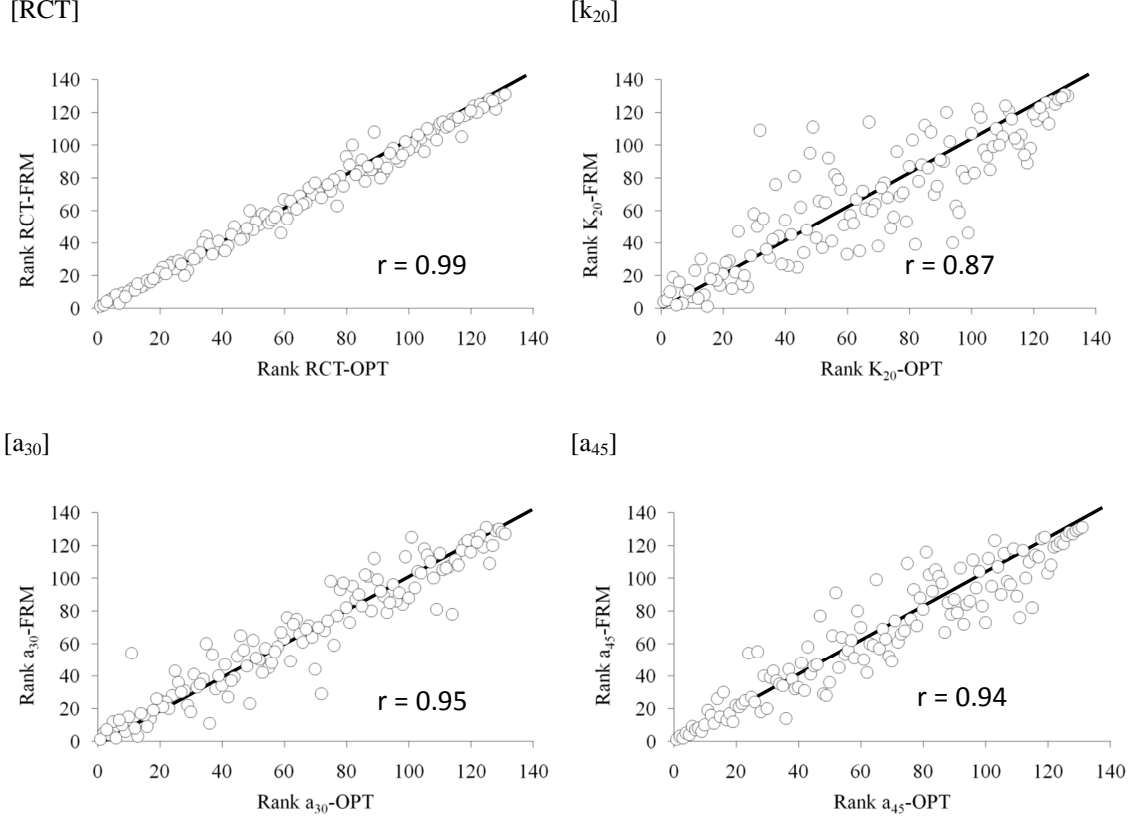 [RCT]
140
120
100
80
60
40
20
0
Rank RCT-FRM
r = 0.99
0 20 40 60 80 100 120 140
Rank RCT-OPT
[k₂₀]
140
120
100
80
60
40
20
0
Rank K₂₀-FRM
r = 0.87
0 20 40 60 80 100 120 140
Rank K₂₀-OPT
[a₃₀]
140
120
100
80
60
40
20
0
Rank a₃₀-FRM
r = 0.95
0 20 40 60 80 100 120 140
Rank a₃₀-OPT
[a₄₅]
140
120
100
80
60
40
20
0
Rank a₄₅-FRM
r = 0.94
0 20 40 60 80 100 120 140
Rank a₄₅-OPT